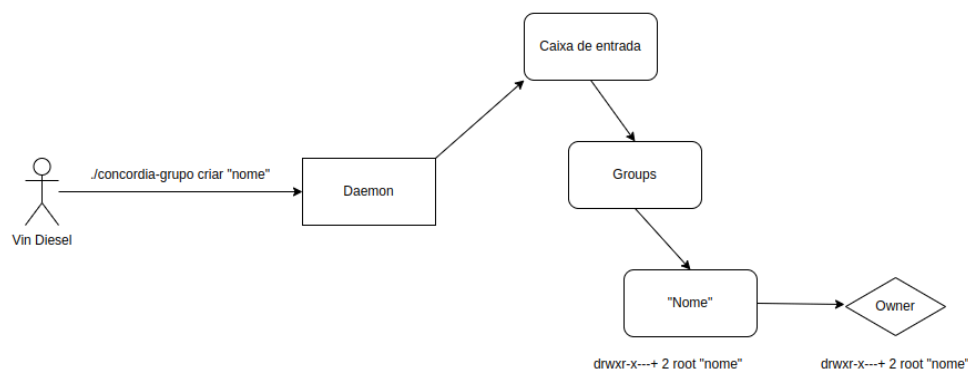 Caixa de entrada
./concordia-grupo criar "nome"
Daemon
Groups
Vin Diesel
"Nome"
Owner
drwxr-x---+ 2 root "nome"
drwxr-x---+ 2 root "nome"